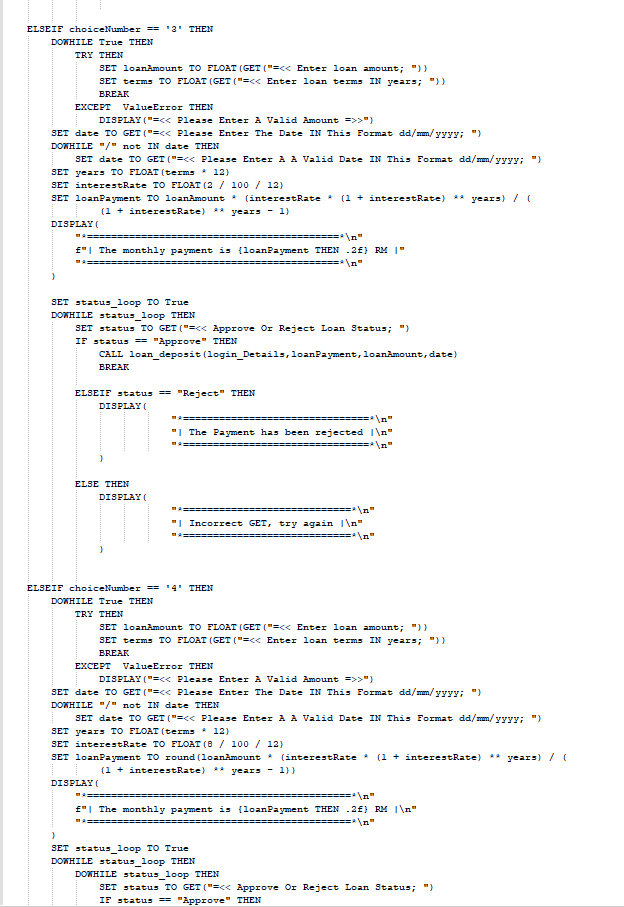 ELSEIF choiceNumber == '3' THEN
DOWHILE True THEN
TRY THEN
SET loanAmount TO FLOAT(GET("=<< Enter loan amount; "))
SET terms TO FLOAT(GET("=<< Enter loan terms IN years; "))
BREAK
EXCEPT  ValueError THEN
DISPLAY("=<< Please Enter A Valid Amount =>>")
SET date TO GET("=<< Please Enter The Date IN This Format dd/mm/yyyy; ")
DOWHILE "/" not IN date THEN
SET date TO GET("=<< Please Enter A A Valid Date IN This Format dd/mm/yyyy; ")
SET years TO FLOAT(terms * 12)
SET interestRate TO FLOAT(2 / 100 / 12)
SET loanPayment TO loanAmount * (interestRate * (1 + interestRate) ** years) / (
(1 + interestRate) ** years - 1)
DISPLAY(
"*==========================================*\n"
f"| The monthly payment is {loanPayment THEN .2f} RM |"
"*==========================================*\n"
)
SET status_loop TO True
DOWHILE status_loop THEN
SET status TO GET("=<< Approve Or Reject Loan Status; ")
IF status == "Approve" THEN
CALL loan_deposit(login_Details,loanPayment,loanAmount,date)
BREAK
ELSEIF status == "Reject" THEN
DISPLAY(
"*===============================*\n"
"| The Payment has been rejected |\n"
"*===============================*\n"
)
ELSE THEN
DISPLAY(
"*============================*\n"
"| Incorrect GET, try again |\n"
"*============================*\n"
)
ELSEIF choiceNumber == '4' THEN
DOWHILE True THEN
TRY THEN
SET loanAmount TO FLOAT(GET("=<< Enter loan amount; "))
SET terms TO FLOAT(GET("=<< Enter loan terms IN years; "))
BREAK
EXCEPT  ValueError THEN
DISPLAY("=<< Please Enter A Valid Amount =>>")
SET date TO GET("=<< Please Enter The Date IN This Format dd/mm/yyyy; ")
DOWHILE "/" not IN date THEN
SET date TO GET("=<< Please Enter A A Valid Date IN This Format dd/mm/yyyy; ")
SET years TO FLOAT(terms * 12)
SET interestRate TO FLOAT(8 / 100 / 12)
SET loanPayment TO round(loanAmount * (interestRate * (1 + interestRate) ** years) / (
(1 + interestRate) ** years - 1))
DISPLAY(
"*============================================*\n"
f"| The monthly payment is {loanPayment THEN .2f} RM |\n"
"*============================================*\n"
)
SET status_loop TO True
DOWHILE status_loop THEN
DOWHILE status_loop THEN
SET status TO GET("=<< Approve Or Reject Loan Status; ")
IF status == "Approve" THEN